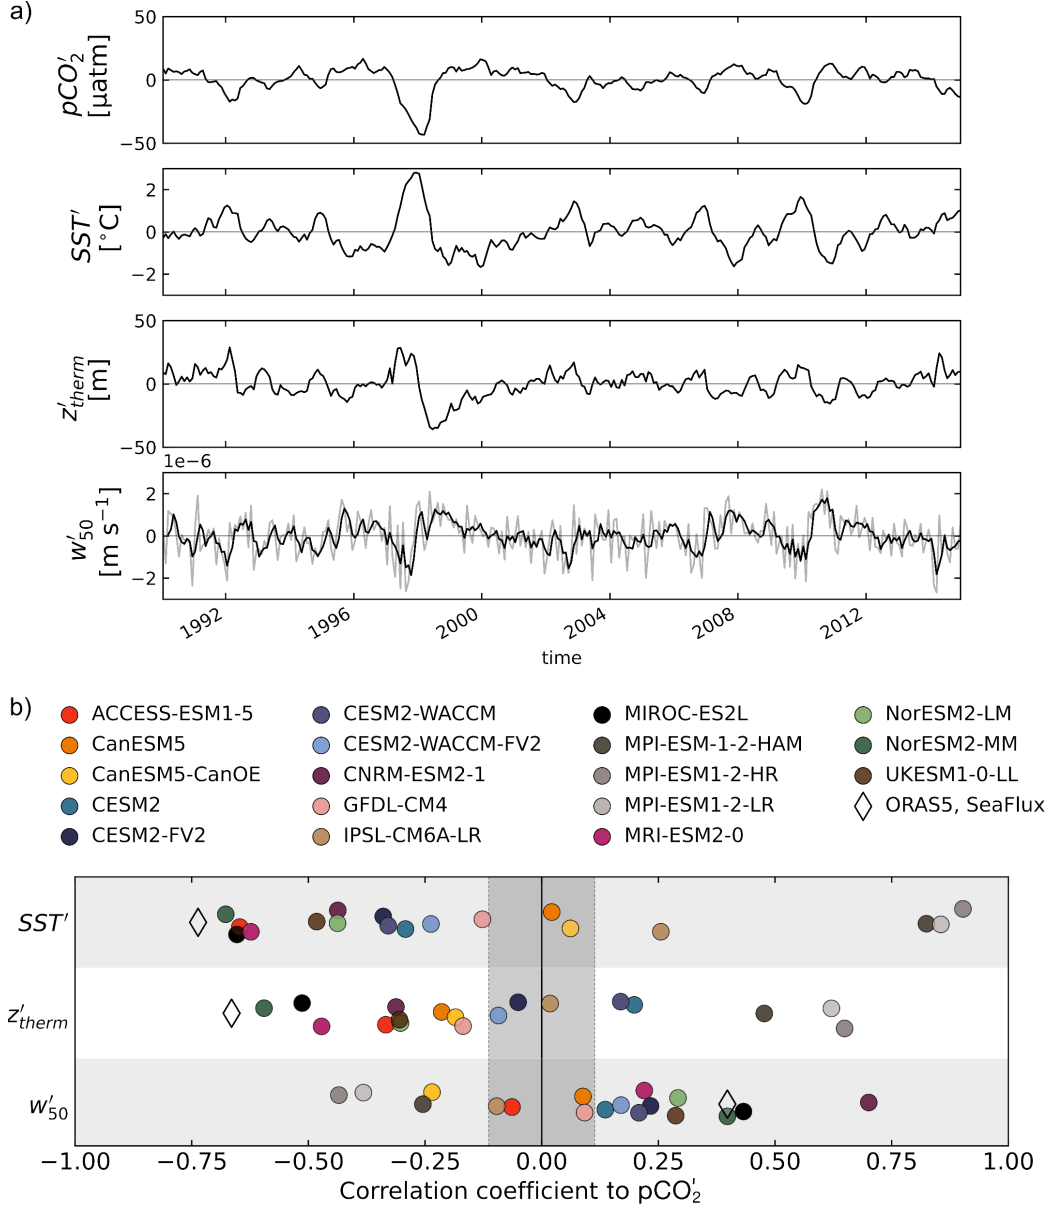 a)
50
0
−50
pCO′₂
[µatm]
2
0
−2
SST′
[°C]
50
0
−50
z′therm
[m]
1e−6
2
0
−2
w′50
[m s⁻¹]
1992 1996 2000 2004 2008 2012
time
b)
ACCESS-ESM1-5 CESM2-WACCM MIROC-ES2L NorESM2-LM
CanESM5 CESM2-WACCM-FV2 MPI-ESM-1-2-HAM NorESM2-MM
CanESM5-CanOE CNRM-ESM2-1 MPI-ESM1-2-HR UKESM1-0-LL
CESM2 GFDL-CM4 MPI-ESM1-2-LR ORAS5, SeaFlux
CESM2-FV2 IPSL-CM6A-LR MRI-ESM2-0
SST′
z′therm
w′50
−1.00 −0.75 −0.50 −0.25 0.00 0.25 0.50 0.75 1.00
Correlation coefficient to pCO′₂